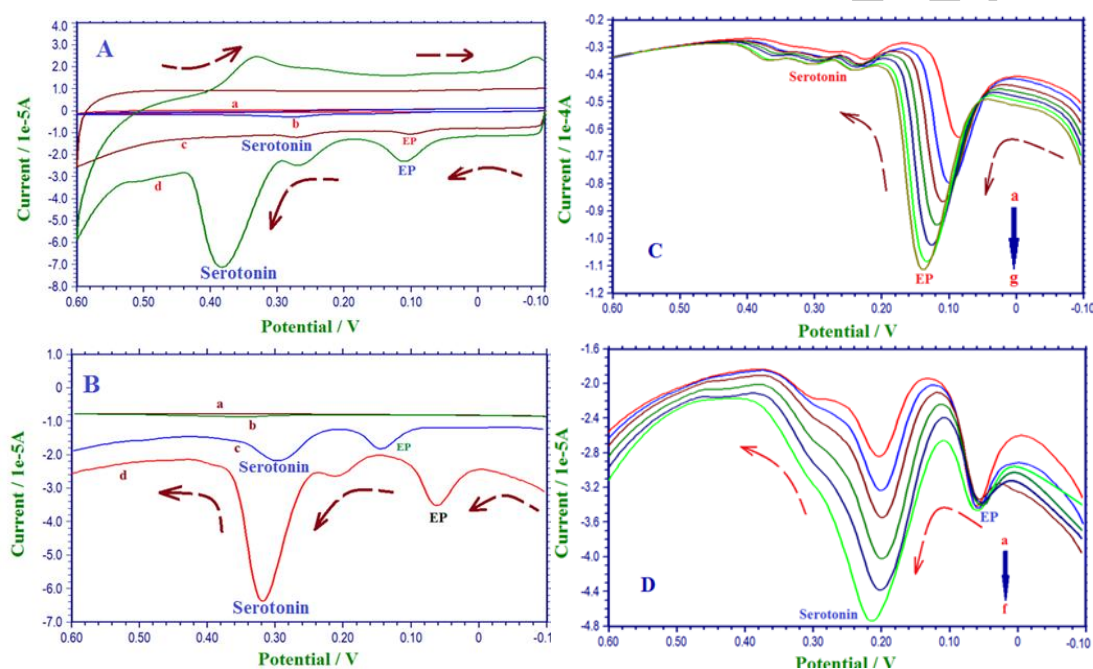 A
4.0
3.0
2.0
1.0
0
-1.0
-2.0
-3.0
-4.0
-5.0
-6.0
-7.0
Current / 1e-5A
a
b
Serotonin
EP
c
EP
d
Serotonin
0.60 0.50 0.40 0.30 0.20 0.10 0 -0.10
Potential / V
C
-0.2
-0.3
-0.4
-0.5
-0.6
-0.7
-0.8
-0.9
-1.0
-1.1
-1.2
Current / 1e-4A
Serotonin
a
g
EP
0.60 0.50 0.40 0.30 0.20 0.10 0 -0.10
Potential / V
B
1.0
0
-1.0
-2.0
-3.0
-4.0
-5.0
-6.0
-7.0
Current / 1e-5A
a
b
c
EP
Serotonin
d
EP
Serotonin
0.60 0.50 0.40 0.30 0.20 0.10 0 -0.1
Potential / V
D
-1.6
-2.0
-2.4
-2.8
-3.2
-3.6
-4.0
-4.4
-4.8
Current / 1e-5A
EP
a
f
Serotonin
0.60 0.50 0.40 0.30 0.20 0.10 0 -0.10
Potential / V